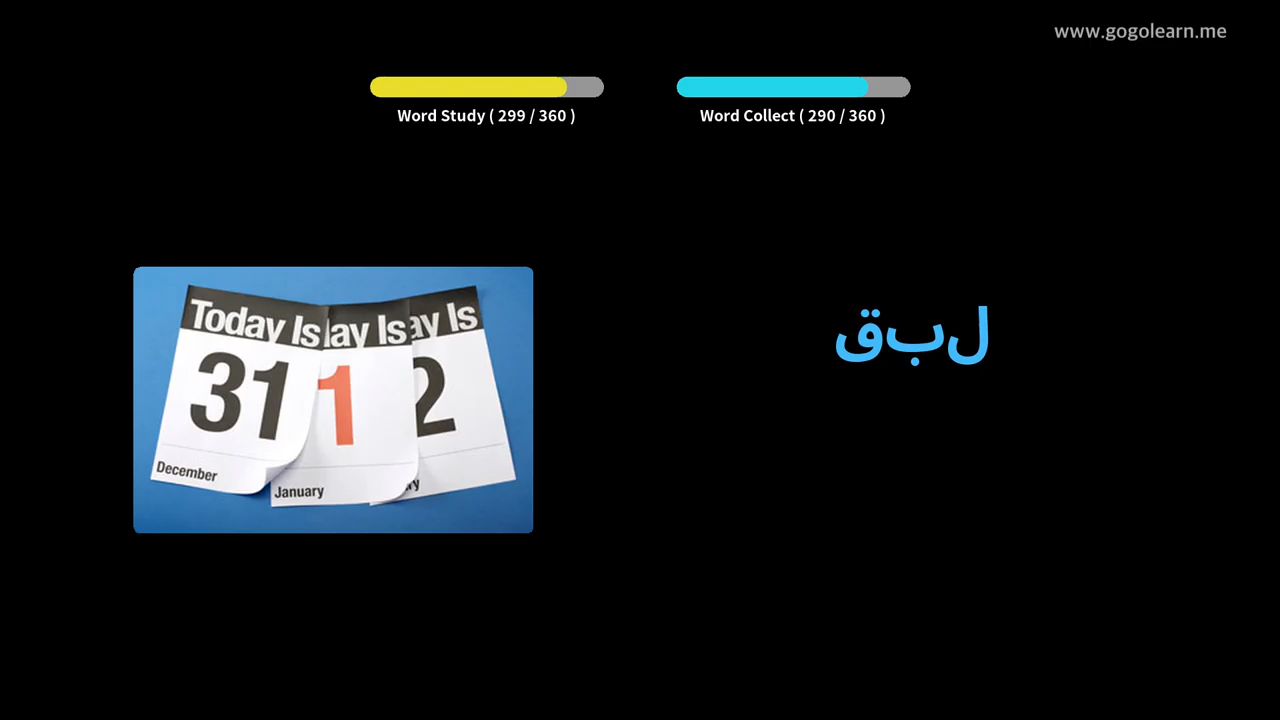 www.gogolearn.me
Word Study ( 299 / 360 )
Word Collect ( 290 / 360 )
Today Is
ay Is
ay Is
31
1
2
December
January
ry
قبل